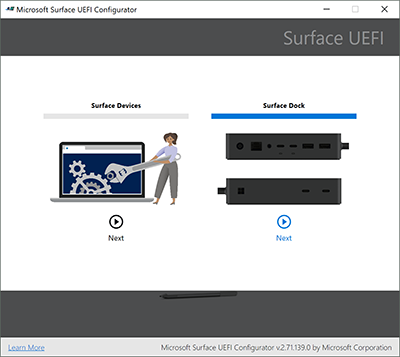 Microsoft Surface UEFI Configurator
Surface UEFI
Surface Devices
Surface Dock
Next
Next
Learn More
Microsoft Surface UEFI Configurator v.2.71.139.0 by Microsoft Corporation